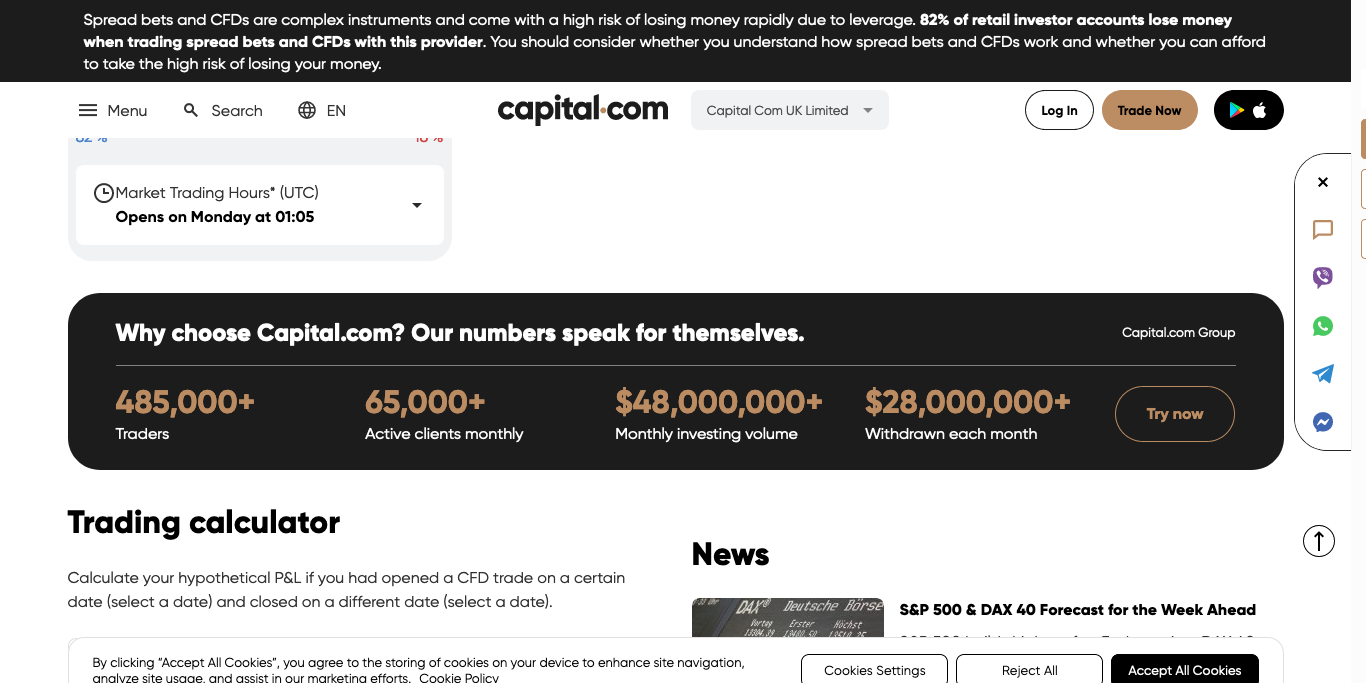 Spread bets and CFDs are complex instruments and come with a high risk of losing money rapidly due to leverage. 82% of retail investor accounts lose money
when trading spread bets and CFDs with this provider. You should consider whether you understand how spread bets and CFDs work and whether you can afford
to take the high risk of losing your money.
Menu
Search
EN
capital.com
Capital Com UK Limited
Log In
Trade Now
Market Trading Hours* (UTC)
Opens on Monday at 01:05
Why choose Capital.com? Our numbers speak for themselves.
Capital.com Group
485,000+
Traders
65,000+
Active clients monthly
$48,000,000+
Monthly investing volume
$28,000,000+
Withdrawn each month
Try now
Trading calculator
Calculate your hypothetical P&L if you had opened a CFD trade on a certain
date (select a date) and closed on a different date (select a date).
News
DAX® Deutsche Börse
Vortag Erster Höchst
S&P 500 & DAX 40 Forecast for the Week Ahead
By clicking “Accept All Cookies”, you agree to the storing of cookies on your device to enhance site navigation,
analyze site usage, and assist in our marketing efforts. Cookie Policy
Cookies Settings
Reject All
Accept All Cookies